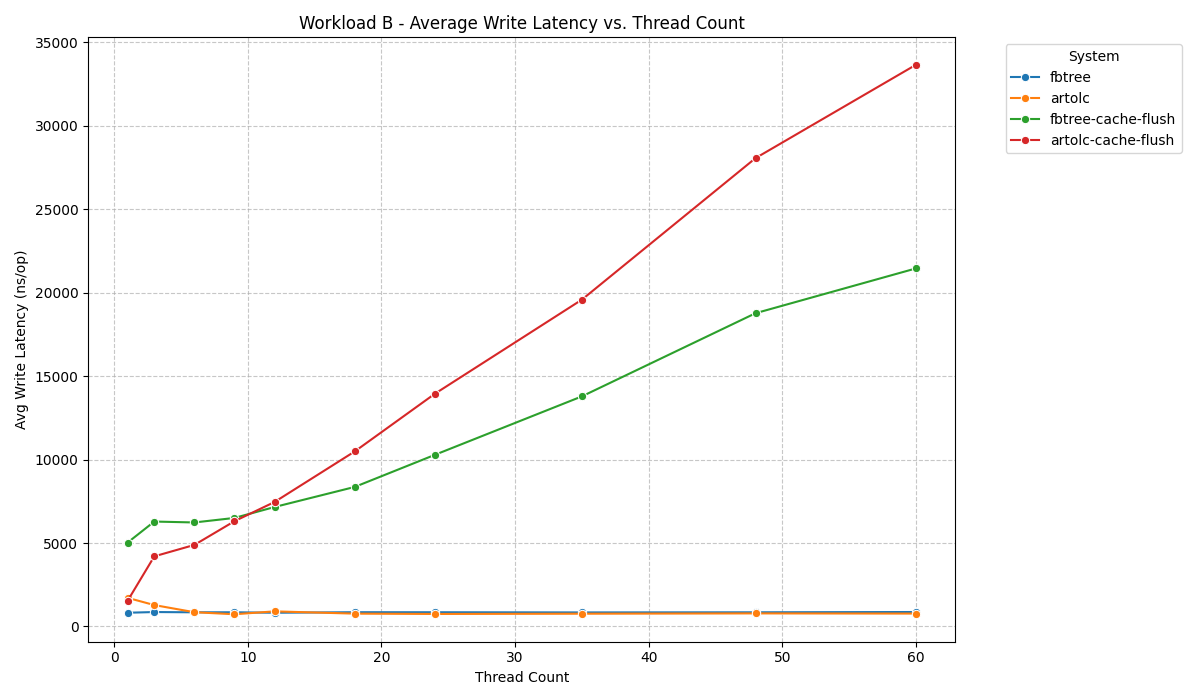 Workload B - Average Write Latency vs. Thread Count
System
fbtree
artolc
fbtree-cache-flush
artolc-cache-flush
Avg Write Latency (ns/op)
35000
30000
25000
20000
15000
10000
5000
0
0 10 20 30 40 50 60
Thread Count